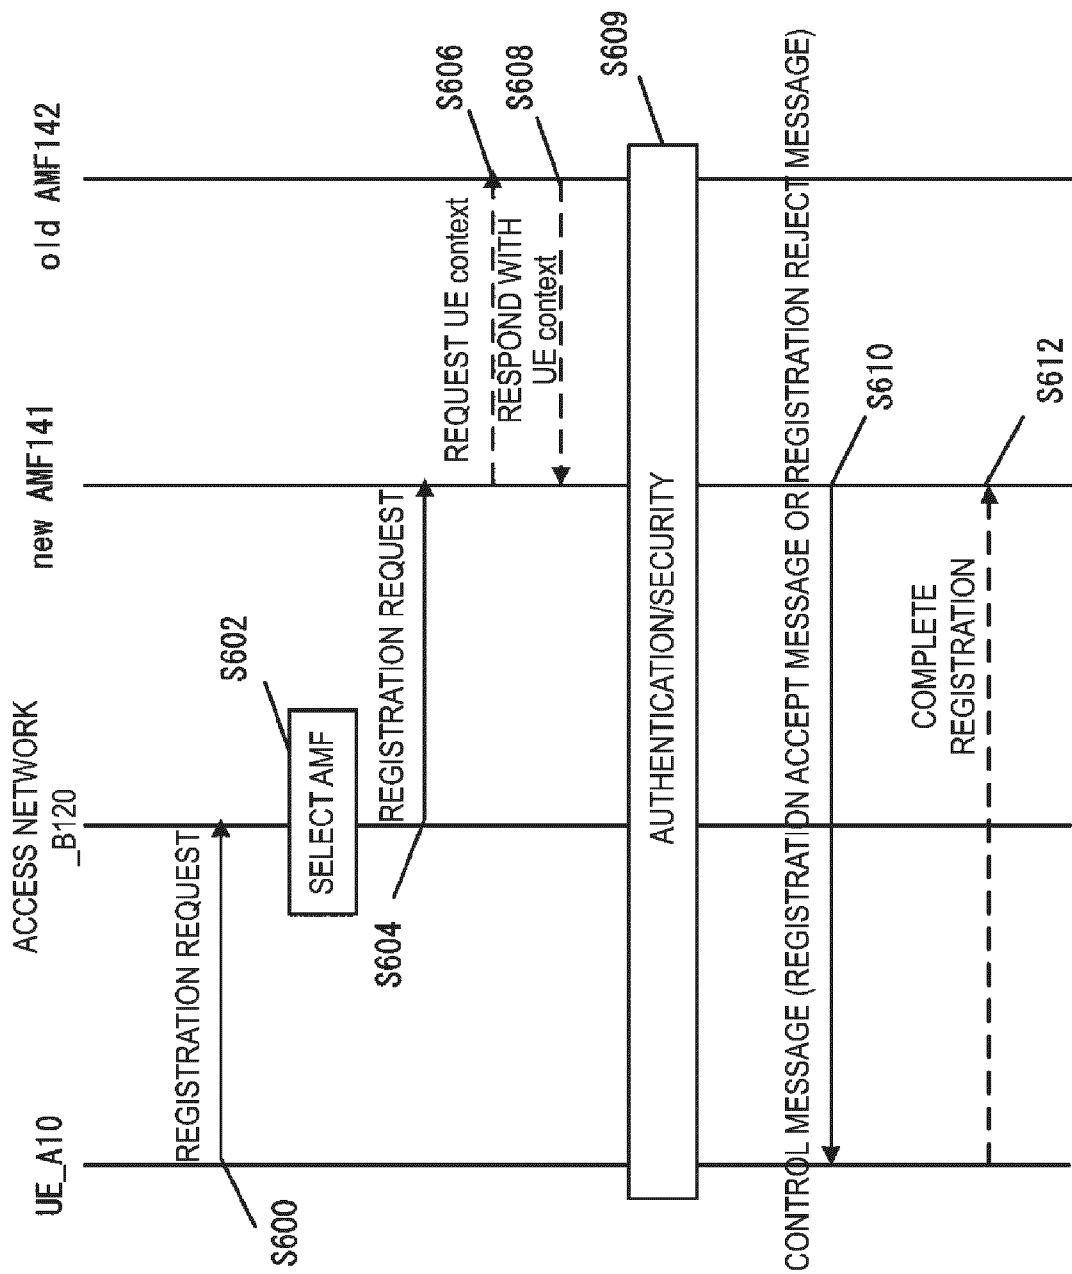 UE_A10
ACCESS NETWORK
_B120
new AMF141
old AMF142
REGISTRATION REQUEST
S600
SELECT AMF
S602
REGISTRATION REQUEST
S604
REQUEST UE context
S606
RESPOND WITH
UE context
S608
AUTHENTICATION/SECURITY
S609
CONTROL MESSAGE (REGISTRATION ACCEPT MESSAGE OR REGISTRATION REJECT MESSAGE)
S610
COMPLETE
REGISTRATION
S612